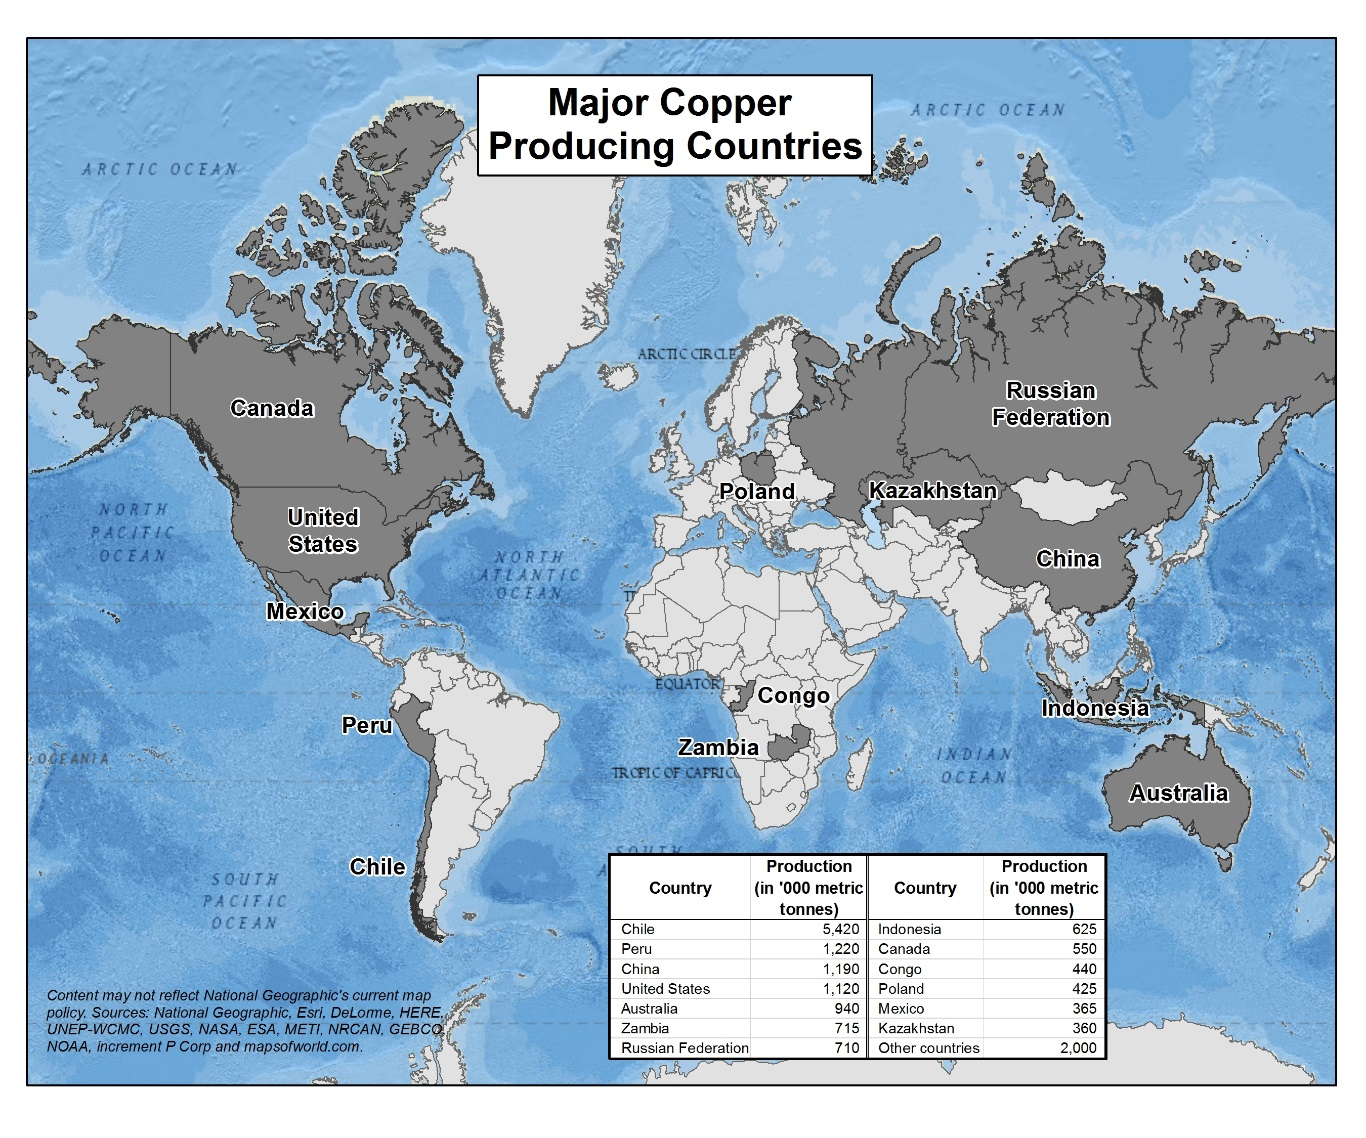 Major Copper
Producing Countries
ARCTIC OCEAN
ARCTIC OCEAN
ARCTIC CIRCLE
Russian
Federation
Canada
Poland
Kazakhstan
NORTH
PACIFIC
OCEAN
United
States
China
NORTH
ATLANTIC
OCEAN
Mexico
EQUATOR
Congo
Indonesia
Peru
Zambia
OCEANIA
INDIAN
OCEAN
TROPIC OF CAPRICO
Australia
Chile
SOUTH
SOUTH
PACIFIC
OCEAN
Country Production (in '000 metric tonnes) Country Production (in '000 metric tonnes)
Chile 5,420 Indonesia 625
Peru 1,220 Canada 550
China 1,190 Congo 440
United States 1,120 Poland 425
Australia 940 Mexico 365
Zambia 715 Kazakhstan 360
Russian Federation 710 Other countries 2,000
Content may not reflect National Geographic's current map
policy. Sources: National Geographic, Esri, DeLorme, HERE,
UNEP-WCMC, USGS, NASA, ESA, METI, NRCAN, GEBCO,
NOAA, increment P Corp and mapsofworld.com.